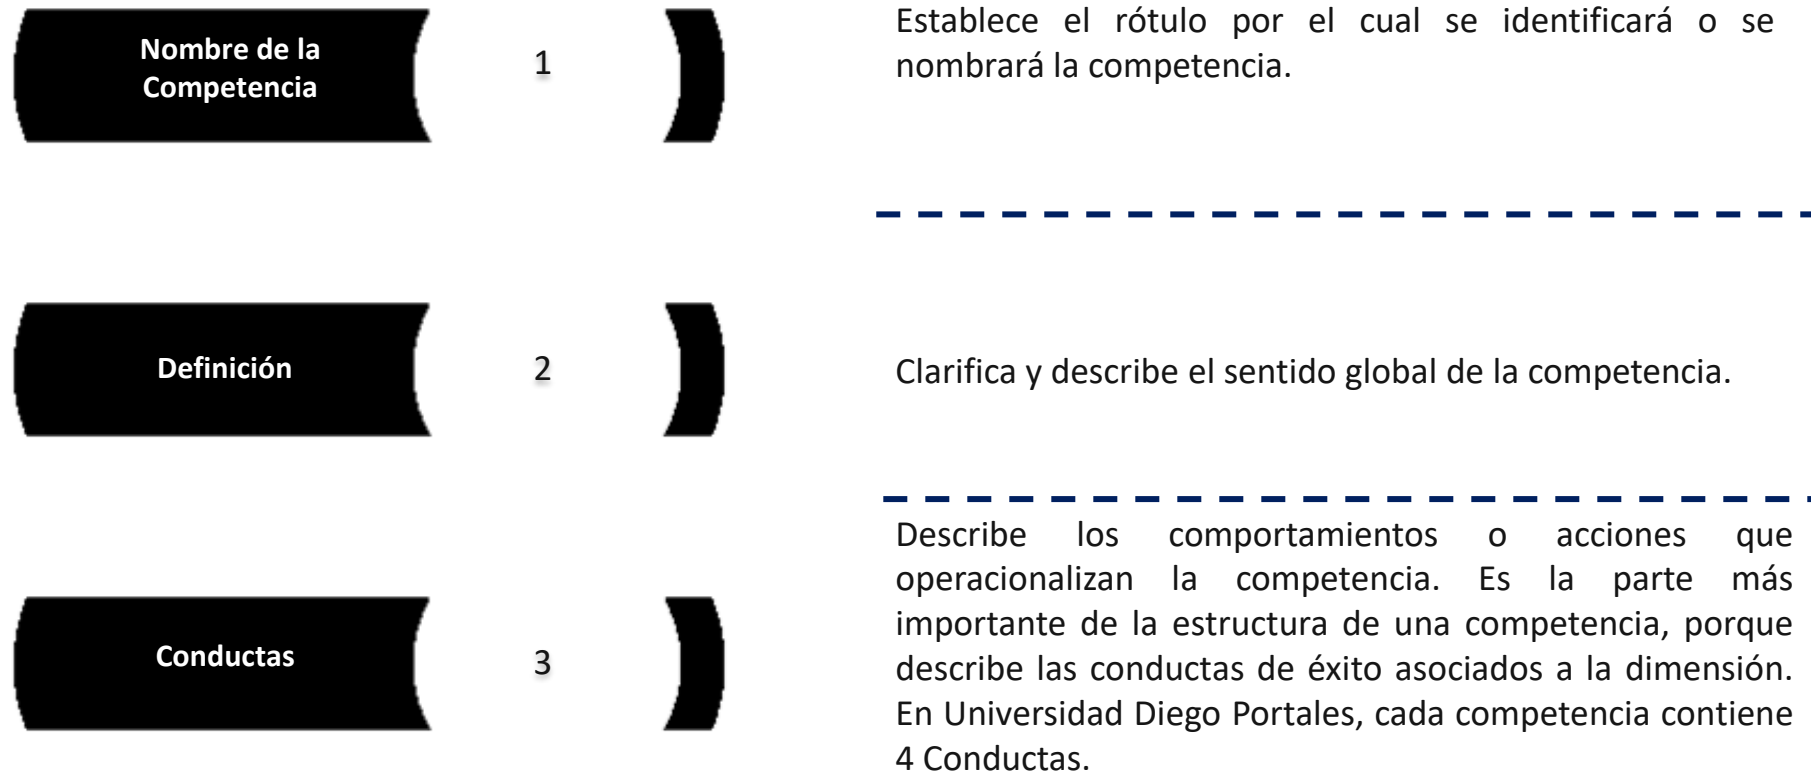 Nombre de la
Competencia
1
Establece el rótulo por el cual se identificará o se
nombrará la competencia.
Definición
2
Clarifica y describe el sentido global de la competencia.
Conductas
3
Describe los comportamientos o acciones que
operacionalizan la competencia. Es la parte más
importante de la estructura de una competencia, porque
describe las conductas de éxito asociados a la dimensión.
En Universidad Diego Portales, cada competencia contiene
4 Conductas.